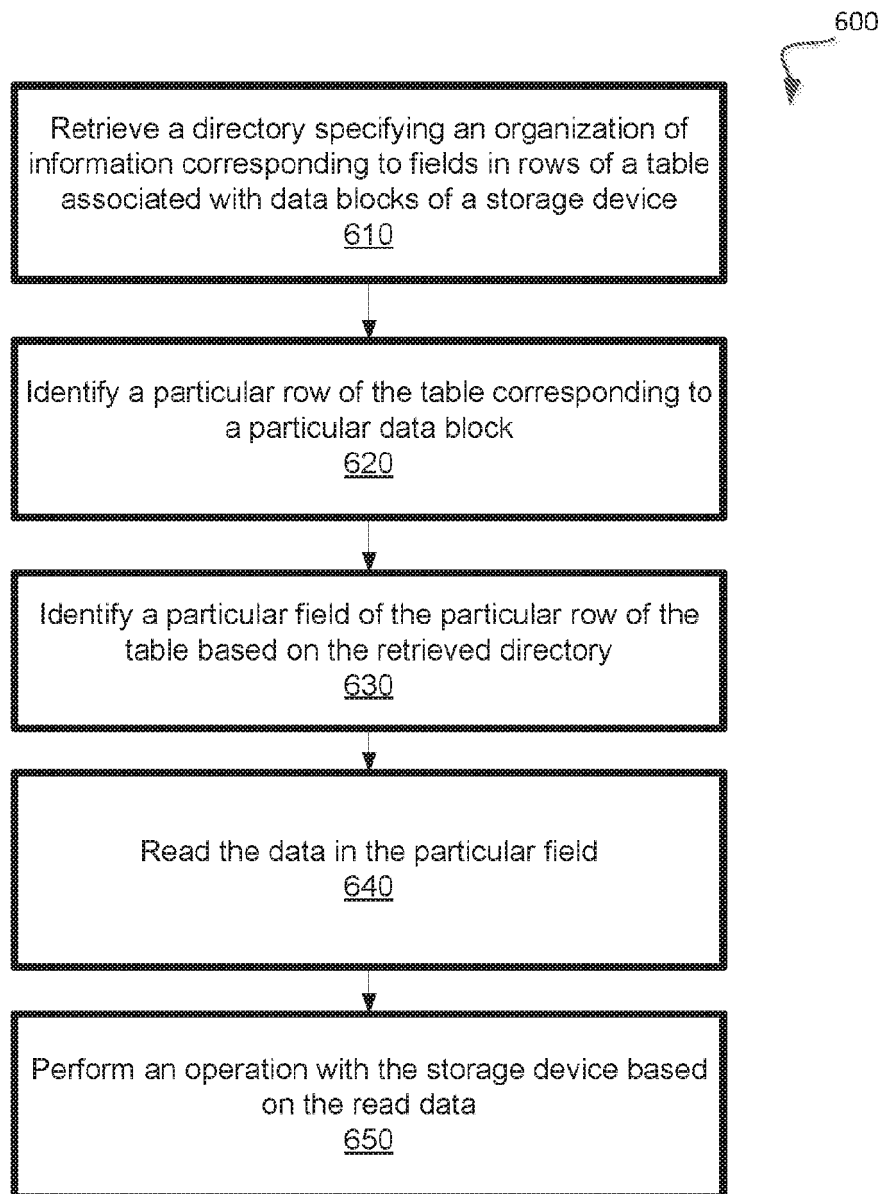 600
Retrieve a directory specifying an organization of
information corresponding to fields in rows of a table
associated with data blocks of a storage device
610
Identify a particular row of the table corresponding to
a particular data block
620
Identify a particular field of the particular row of the
table based on the retrieved directory
630
Read the data in the particular field
640
Perform an operation with the storage device based
on the read data
650